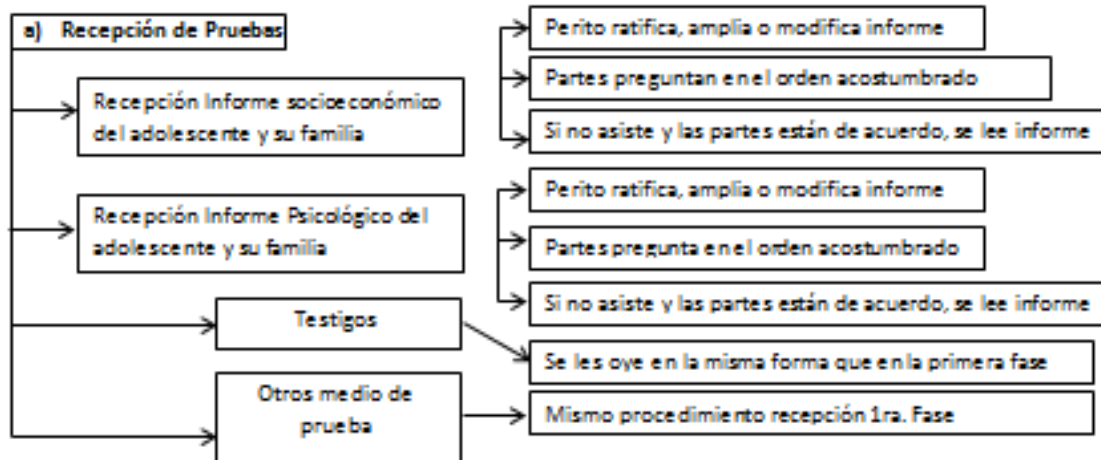 a) Recepción de Pruebas
Recepción Informe socioeconómico
del adolescente y su familia
Perito ratifica, amplia o modifica informe
Partes preguntan en el orden acostumbrado
Si no asiste y las partes están de acuerdo, se lee informe
Recepción Informe Psicológico del
adolescente y su familia
Perito ratifica, amplia o modifica informe
Partes pregunta en el orden acostumbrado
Si no asiste y las partes están de acuerdo, se lee informe
Testigos
Se les oye en la misma forma que en la primera fase
Otros medio de
prueba
Mismo procedimiento recepción 1ra. Fase